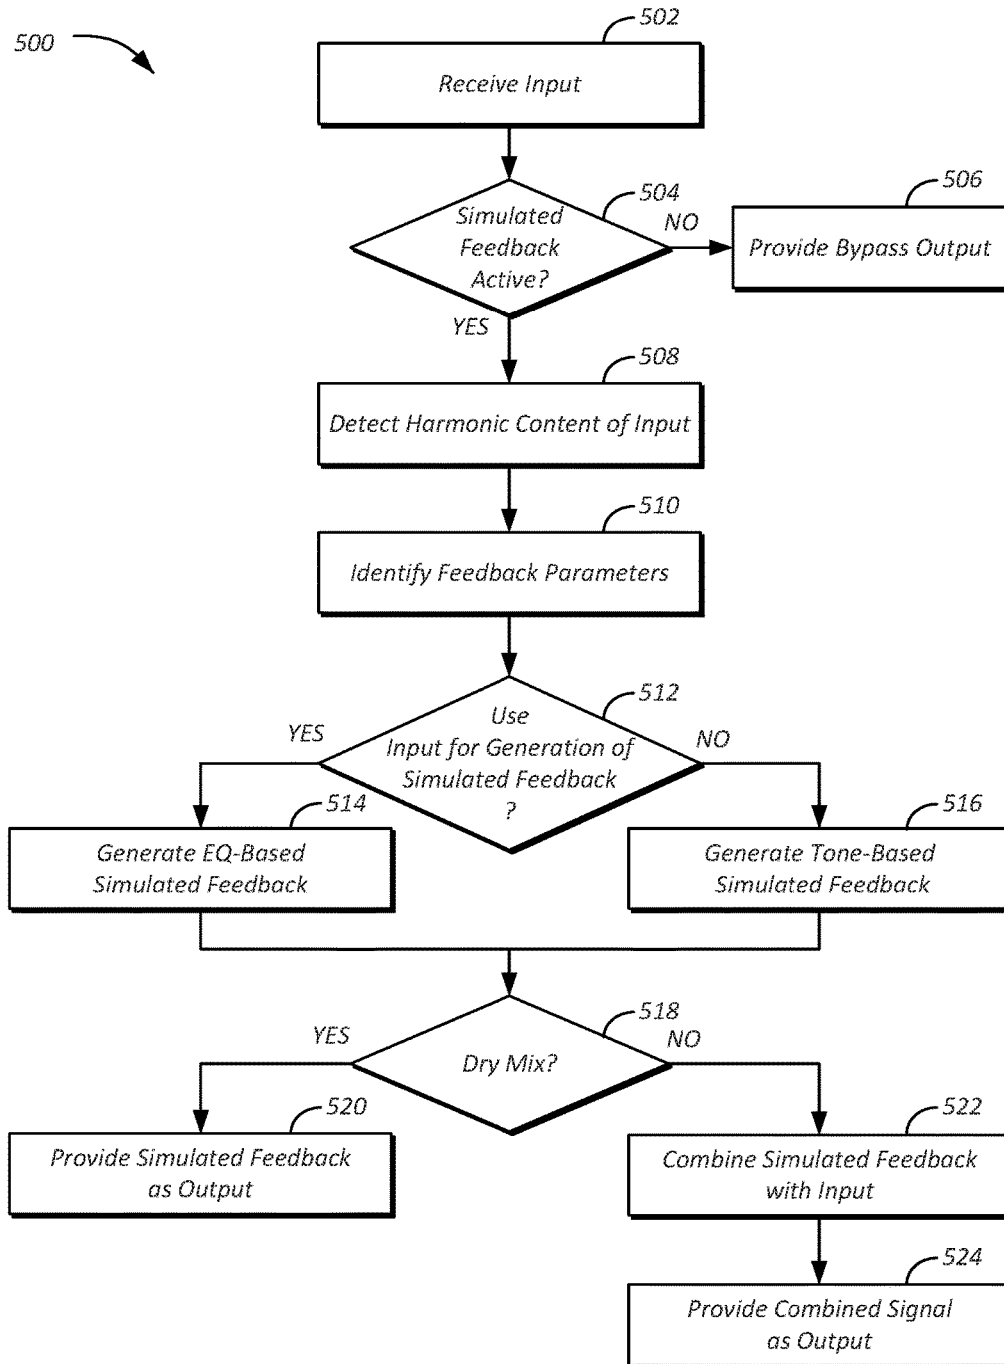 500
502
Receive Input
504
Simulated
Feedback
Active?
NO
506
Provide Bypass Output
YES
508
Detect Harmonic Content of Input
510
Identify Feedback Parameters
512
Use
Input for Generation of
Simulated Feedback
?
YES
NO
514
Generate EQ-Based
Simulated Feedback
516
Generate Tone-Based
Simulated Feedback
518
Dry Mix?
YES
NO
520
Provide Simulated Feedback
as Output
522
Combine Simulated Feedback
with Input
524
Provide Combined Signal
as Output